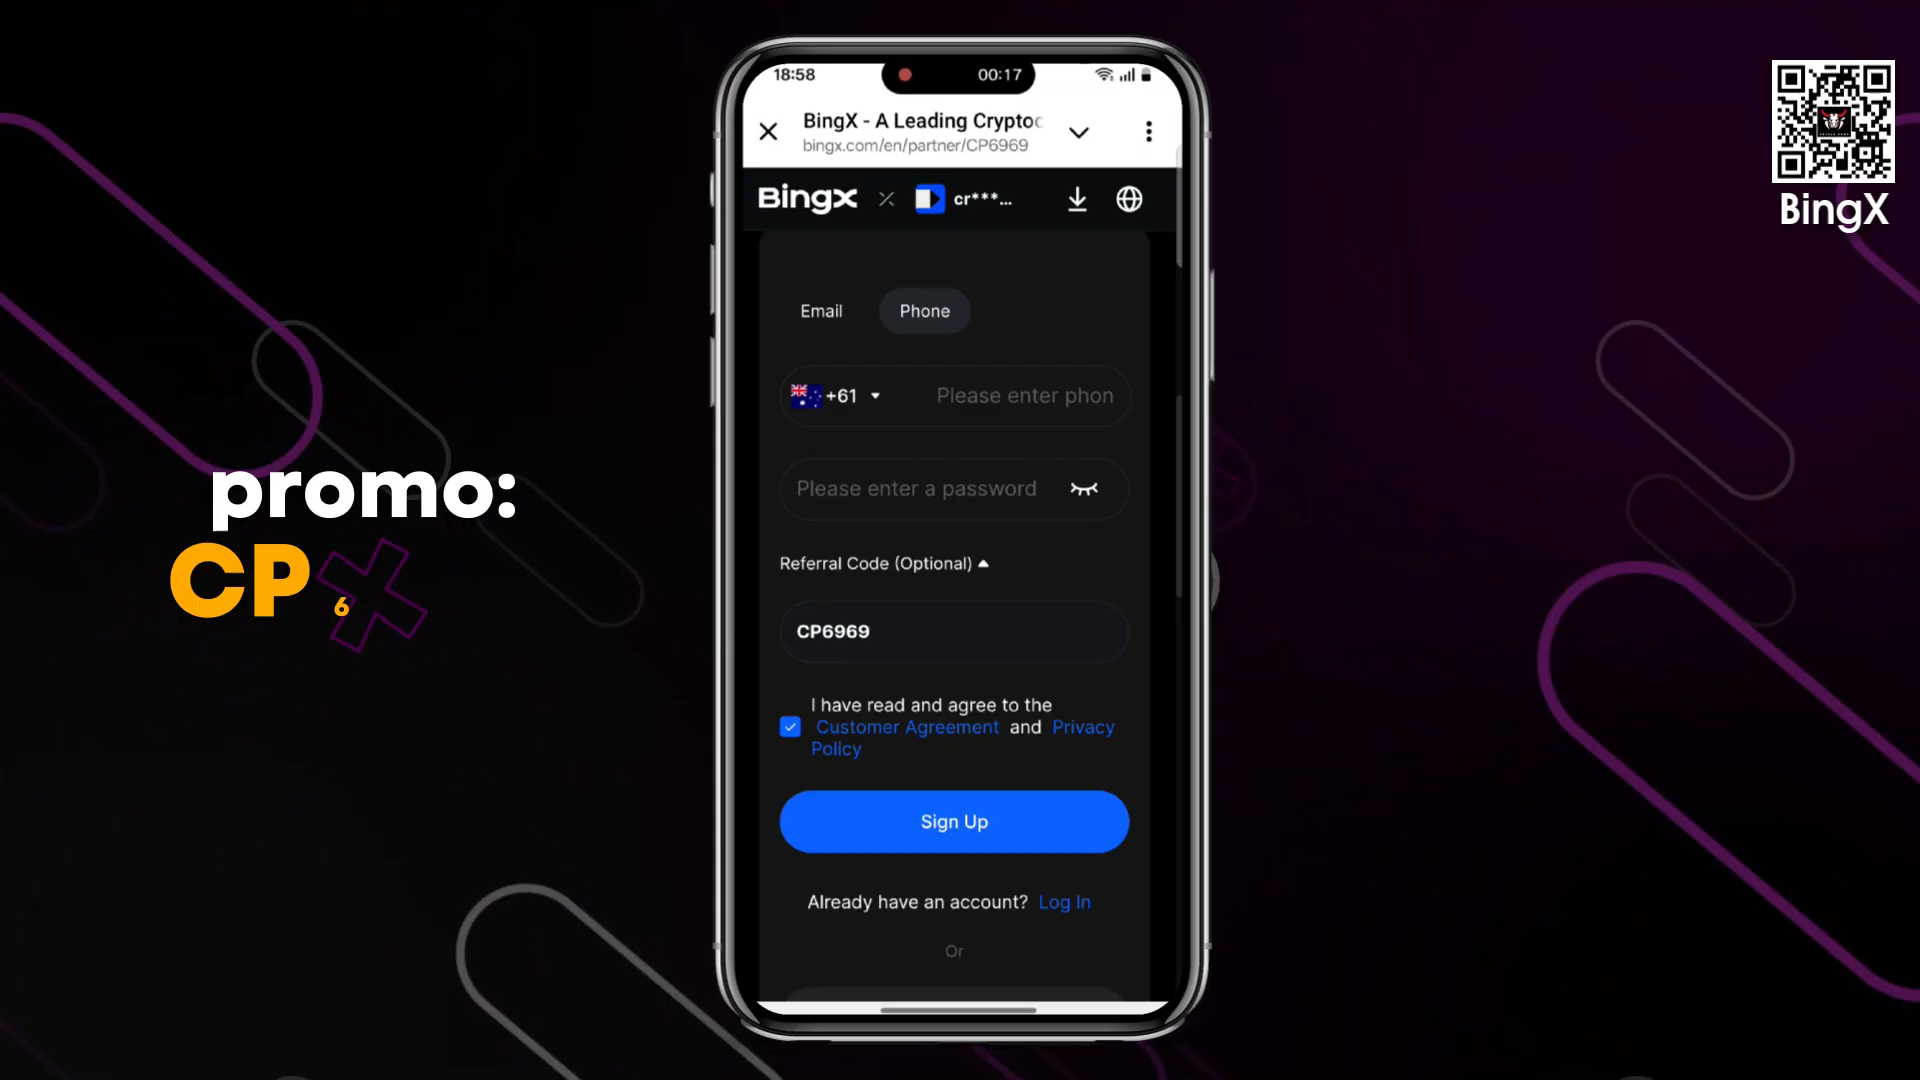 18:58
00:17
BingX - A Leading Cryptoc
bingx.com/en/partner/CP6969
BingX
cr***...
Email
Phone
+61
Please enter phon
Please enter a password
Referral Code (Optional)
CP6969
I have read and agree to the
Customer Agreement and Privacy
Policy
Sign Up
Already have an account? Log In
Or
promo:
CP 6
BingX